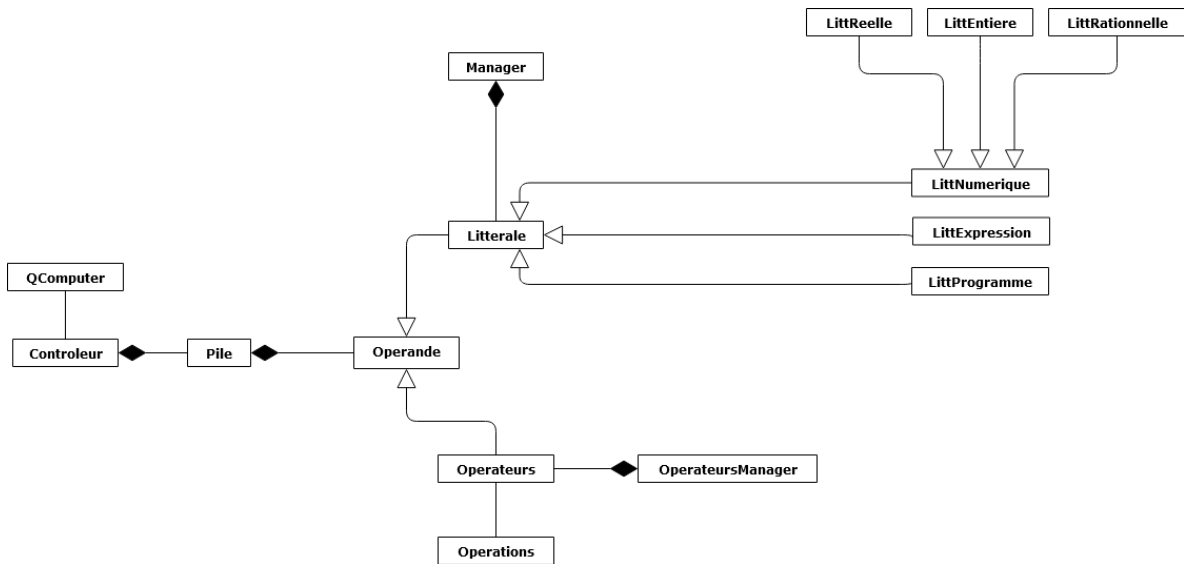 LittReelle
LittEntiere
LittRationnelle
Manager
LittNumerique
Litterale
LittExpression
LittProgramme
QComputer
Controleur
Pile
Operande
Operateurs
OperateursManager
Operations